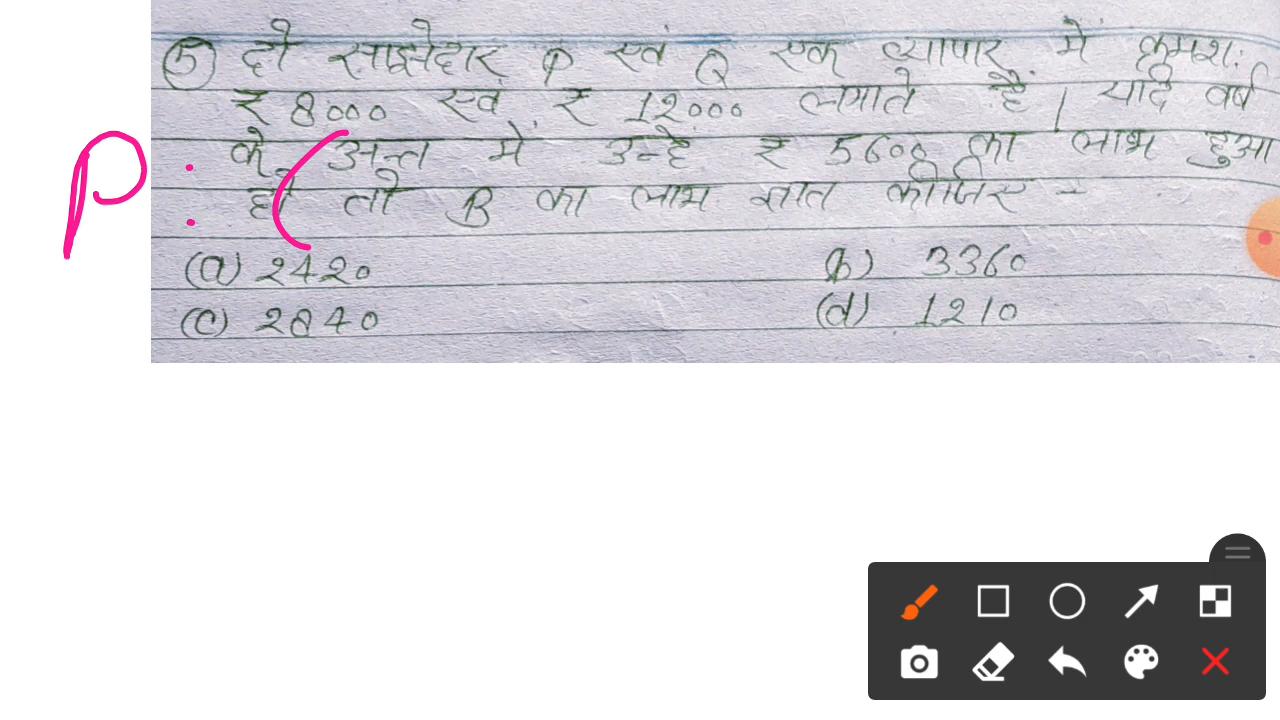 ⑤ दो साझेदार P एवं Q एक व्यापार में क्रमशः
₹ 8000 एवं ₹ 12000 लगाते हैं। यदि वर्ष
के अन्त में उन्हें ₹ 5600 का लाभ हुआ
हो तो B का लाभ ज्ञात कीजिए -
(a) 2420
(b) 3360
(c) 2840
(d) 1210
P : (